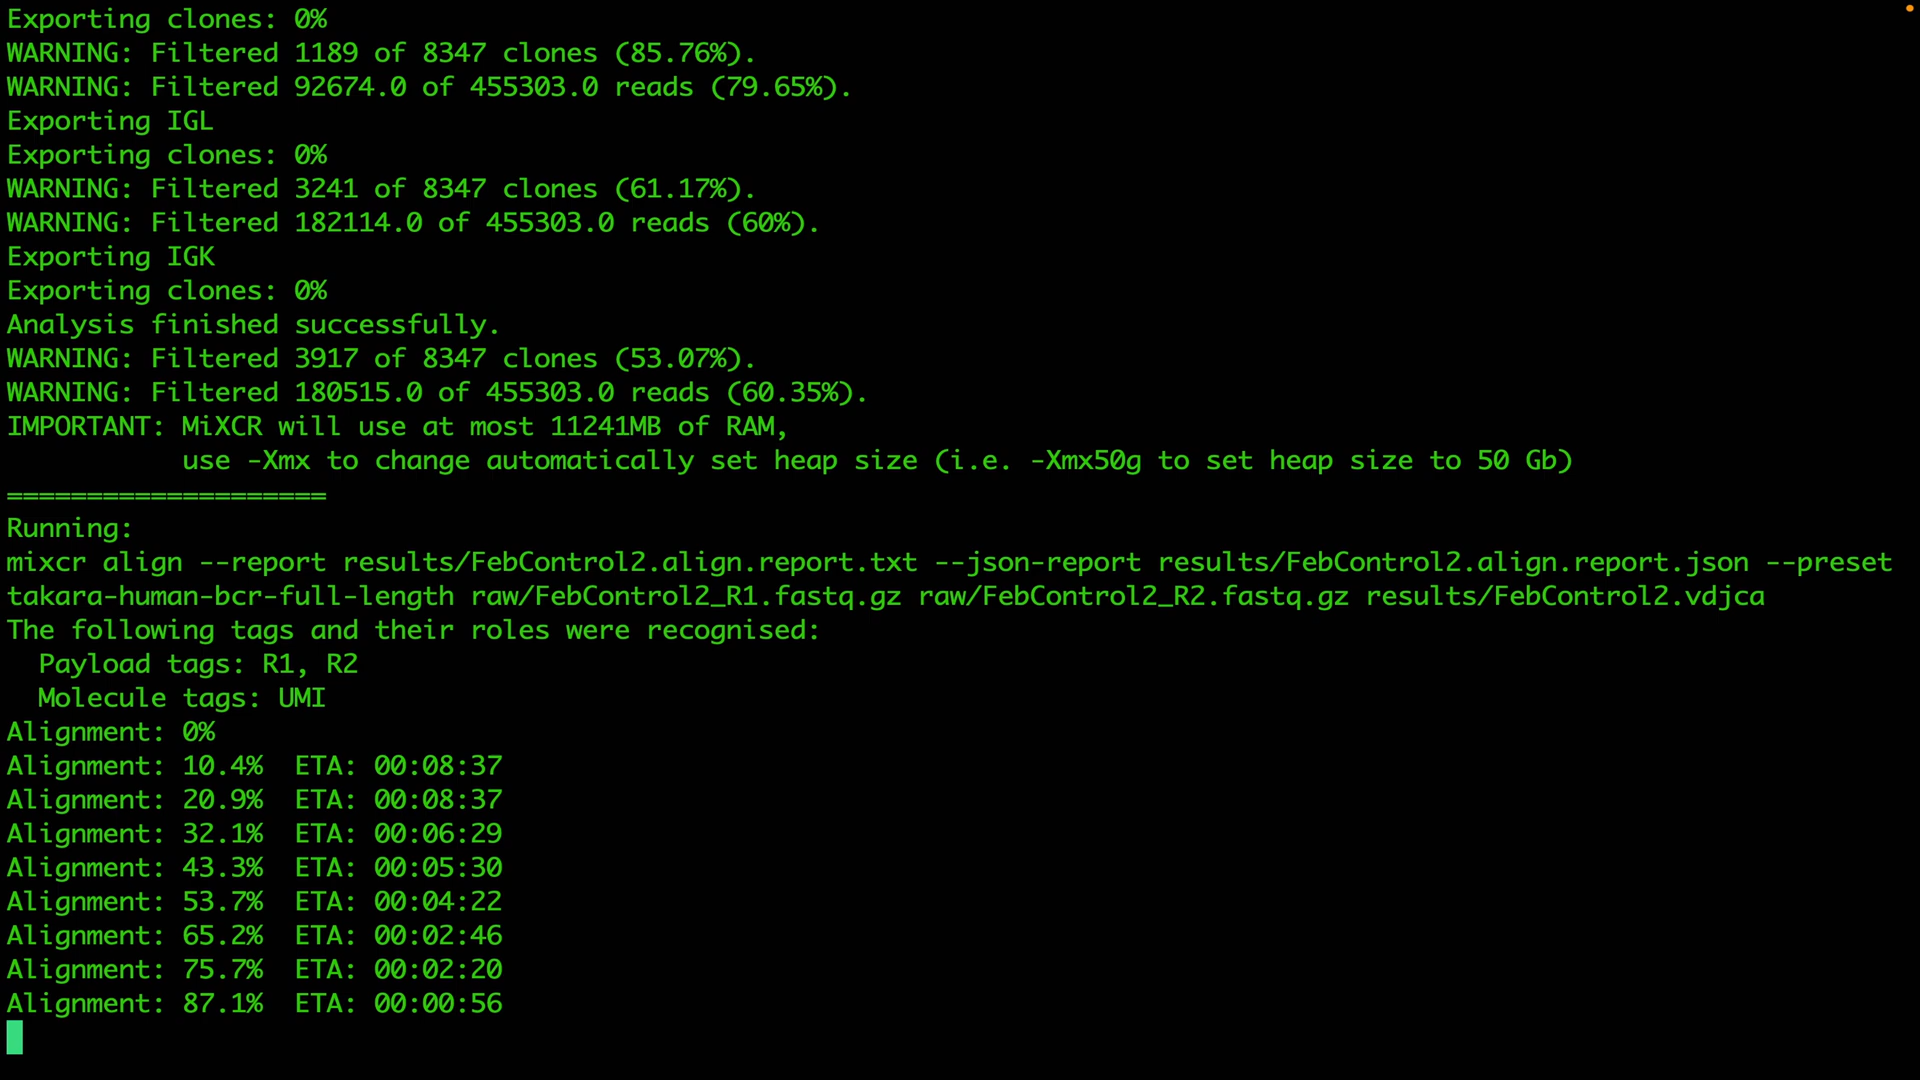 Exporting clones: 0%
WARNING: Filtered 1189 of 8347 clones (85.76%).
WARNING: Filtered 92674.0 of 455303.0 reads (79.65%).
Exporting IGL
Exporting clones: 0%
WARNING: Filtered 3241 of 8347 clones (61.17%).
WARNING: Filtered 182114.0 of 455303.0 reads (60%).
Exporting IGK
Exporting clones: 0%
Analysis finished successfully.
WARNING: Filtered 3917 of 8347 clones (53.07%).
WARNING: Filtered 180515.0 of 455303.0 reads (60.35%).
IMPORTANT: MiXCR will use at most 11241MB of RAM,
           use -Xmx to change automatically set heap size (i.e. -Xmx50g to set heap size to 50 Gb)
====================
Running:
mixcr align --report results/FebControl2.align.report.txt --json-report results/FebControl2.align.report.json --preset
takara-human-bcr-full-length raw/FebControl2_R1.fastq.gz raw/FebControl2_R2.fastq.gz results/FebControl2.vdjca
The following tags and their roles were recognised:
  Payload tags: R1, R2
  Molecule tags: UMI
Alignment: 0%
Alignment: 10.4%  ETA: 00:08:37
Alignment: 20.9%  ETA: 00:08:37
Alignment: 32.1%  ETA: 00:06:29
Alignment: 43.3%  ETA: 00:05:30
Alignment: 53.7%  ETA: 00:04:22
Alignment: 65.2%  ETA: 00:02:46
Alignment: 75.7%  ETA: 00:02:20
Alignment: 87.1%  ETA: 00:00:56